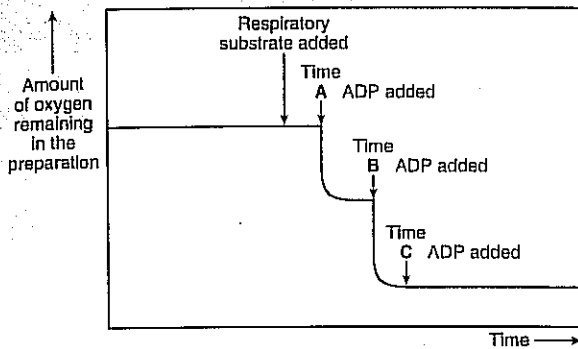 Respiratory
substrate added
Time
A ADP added
Amount
of oxygen
remaining
in the
preparation
Time
B ADP added
Time
C ADP added
Time